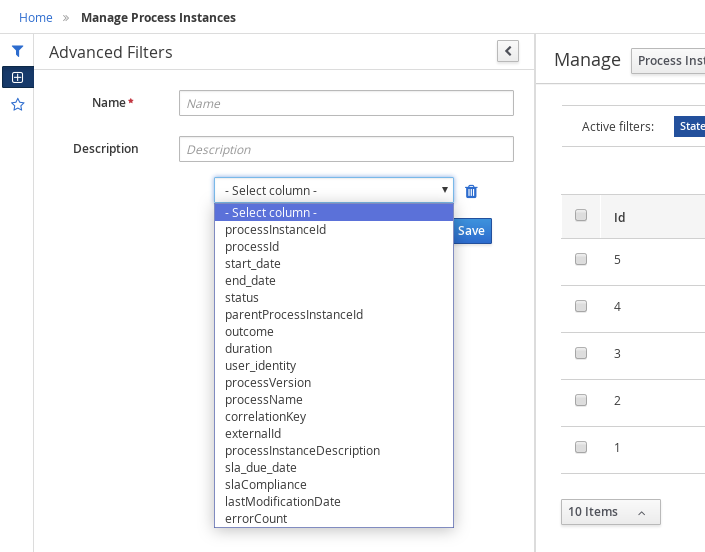 Home » Manage Process Instances
Advanced Filters
Name *
Name
Description
Description
- Select column -
- Select column -
processInstanceId
processId
start_date
end_date
status
parentProcessInstanceId
outcome
duration
user_identity
processVersion
processName
correlationKey
externalId
processInstanceDescription
sla_due_date
slaCompliance
lastModificationDate
errorCount
Save
Manage
Process Inst
Active filters:
State
Id
5
4
3
2
1
10 Items